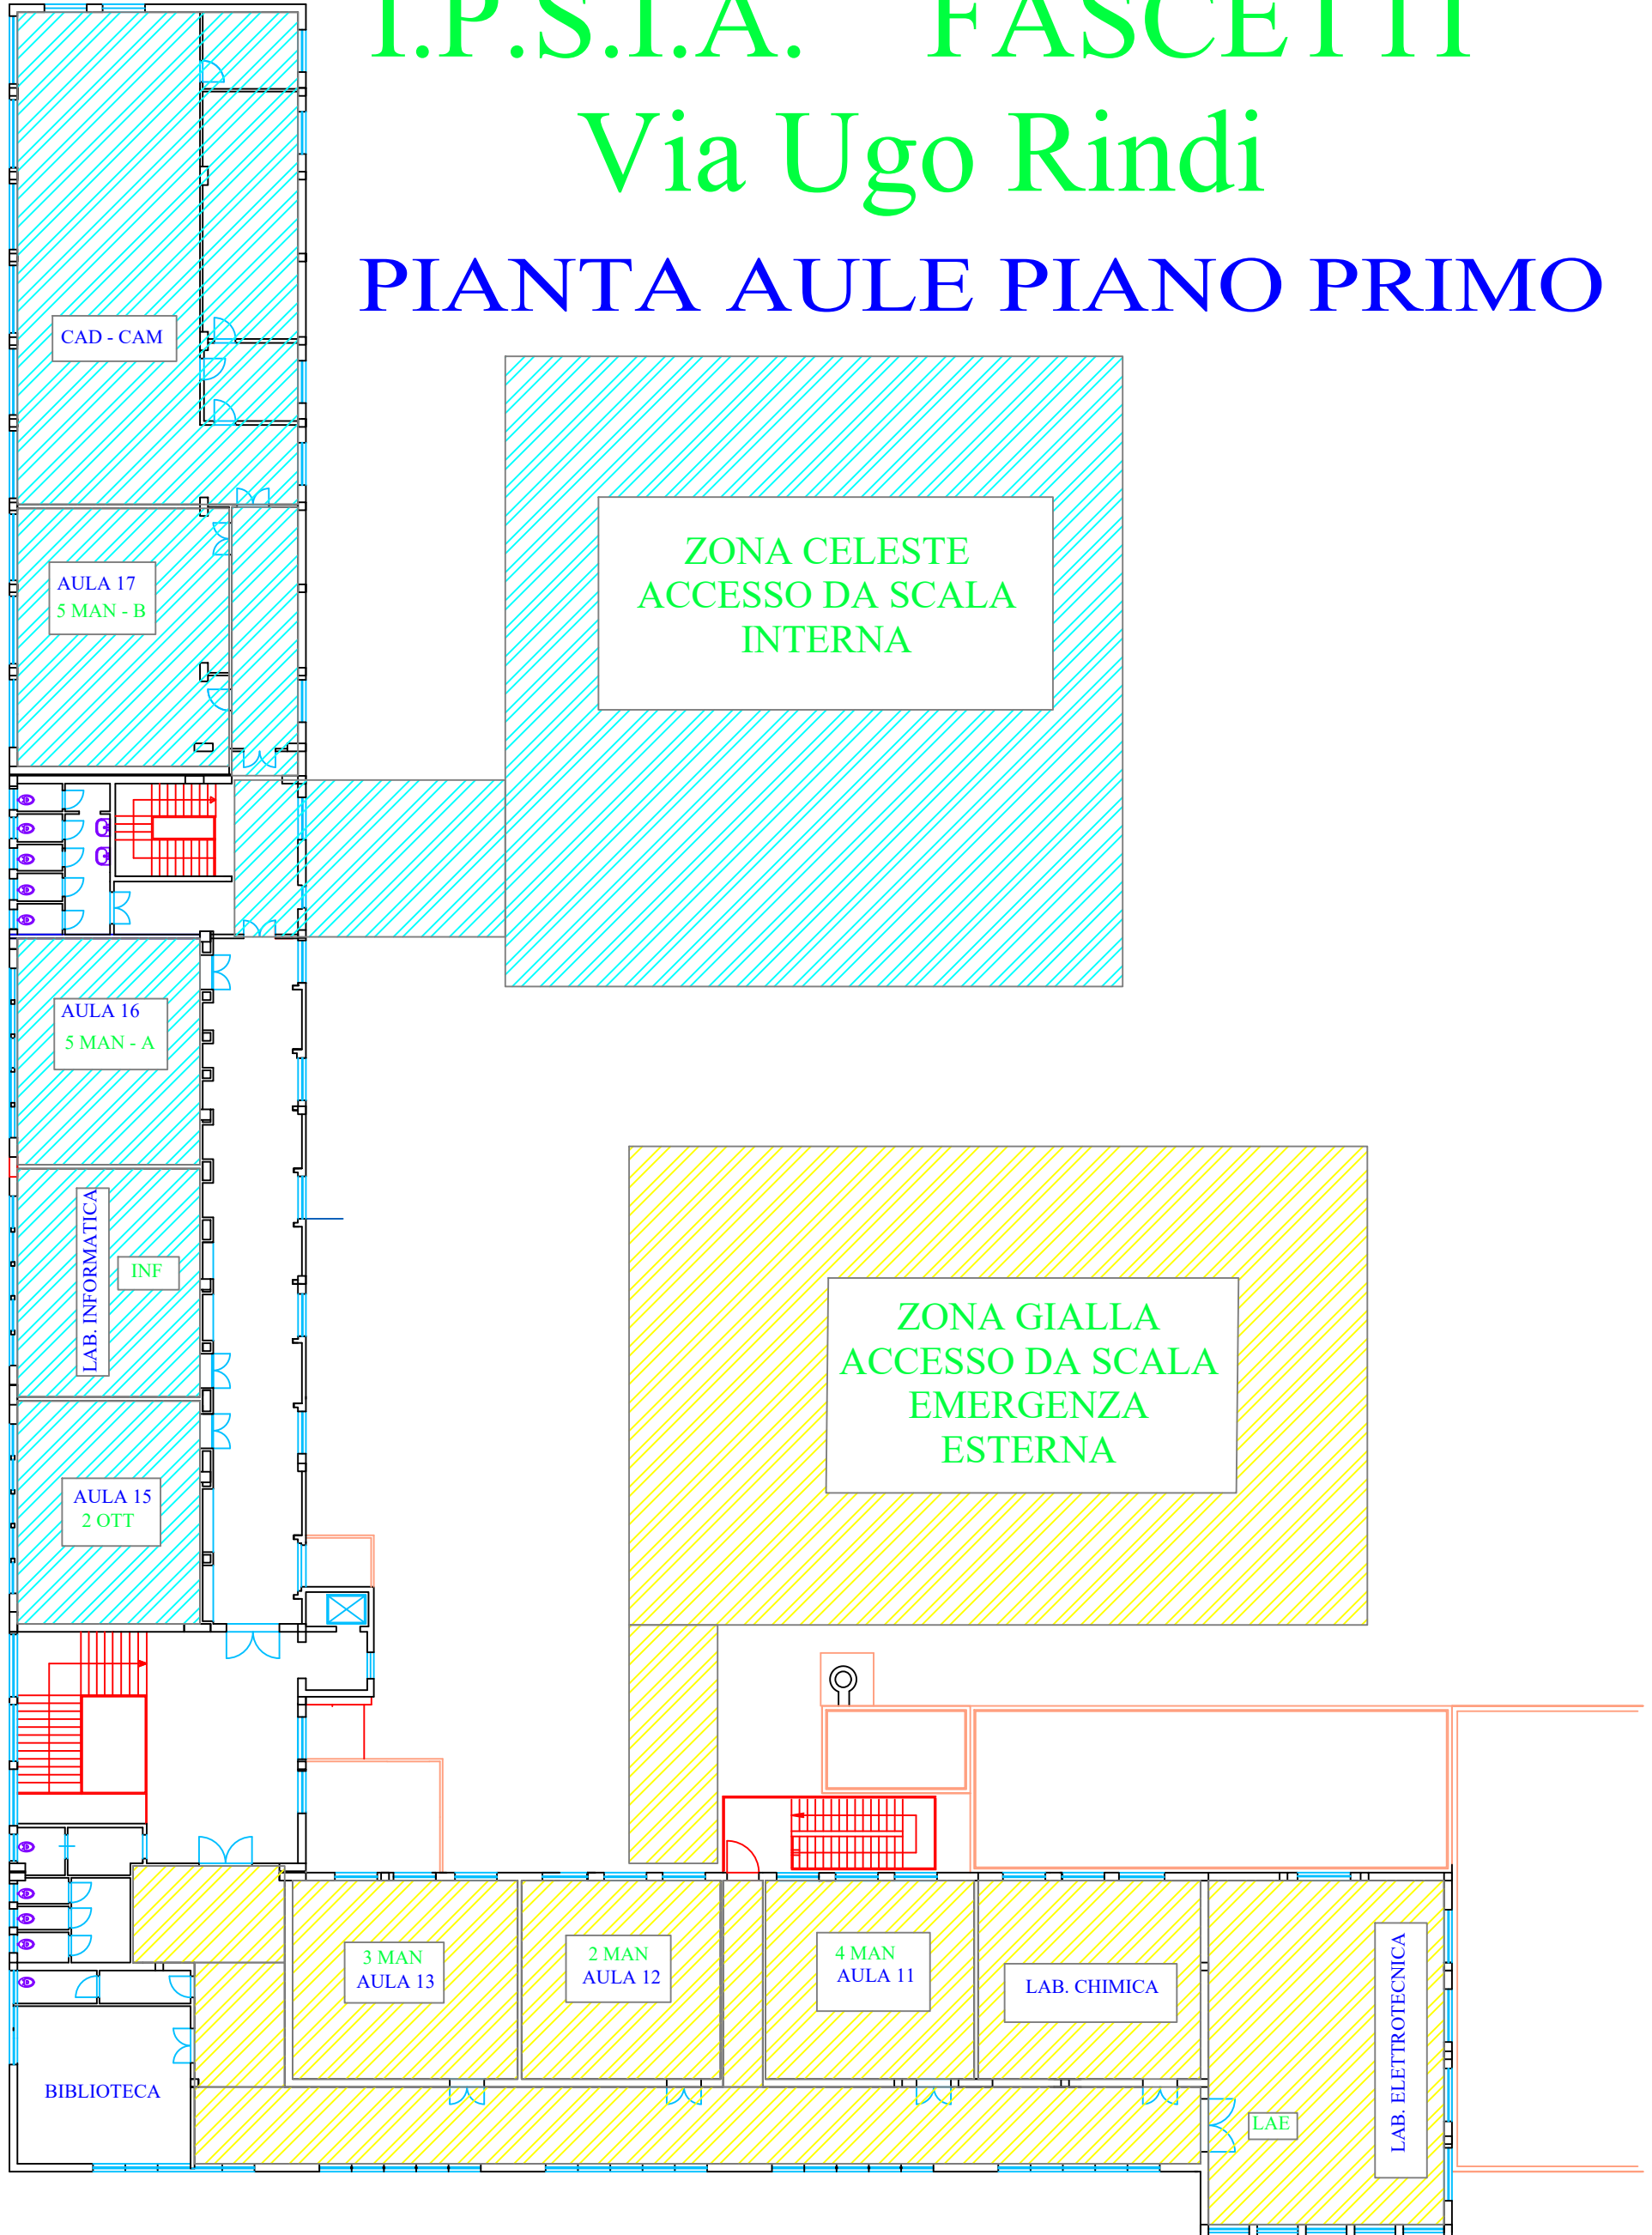 I.P.S.I.A. FASCETTI
Via Ugo Rindi
PIANTA AULE PIANO PRIMO
CAD - CAM
ZONA CELESTE
ACCESSO DA SCALA
INTERNA
AULA 17
5 MAN - B
AULA 16
5 MAN - A
LAB. INFORMATICA
INF
ZONA GIALLA
ACCESSO DA SCALA
EMERGENZA
ESTERNA
AULA 15
2 OTT
3 MAN
AULA 13
2 MAN
AULA 12
4 MAN
AULA 11
LAB. CHIMICA
LAB. ELETTROTECNICA
BIBLIOTECA
LAE